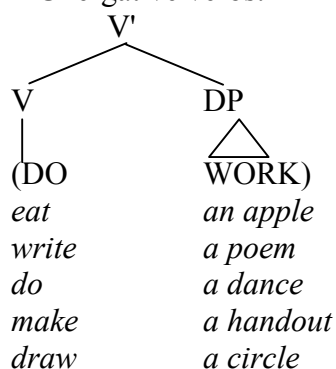 Unergative verbs:
V'
V DP
(DO WORK)
eat an apple
write a poem
do a dance
make a handout
draw a circle